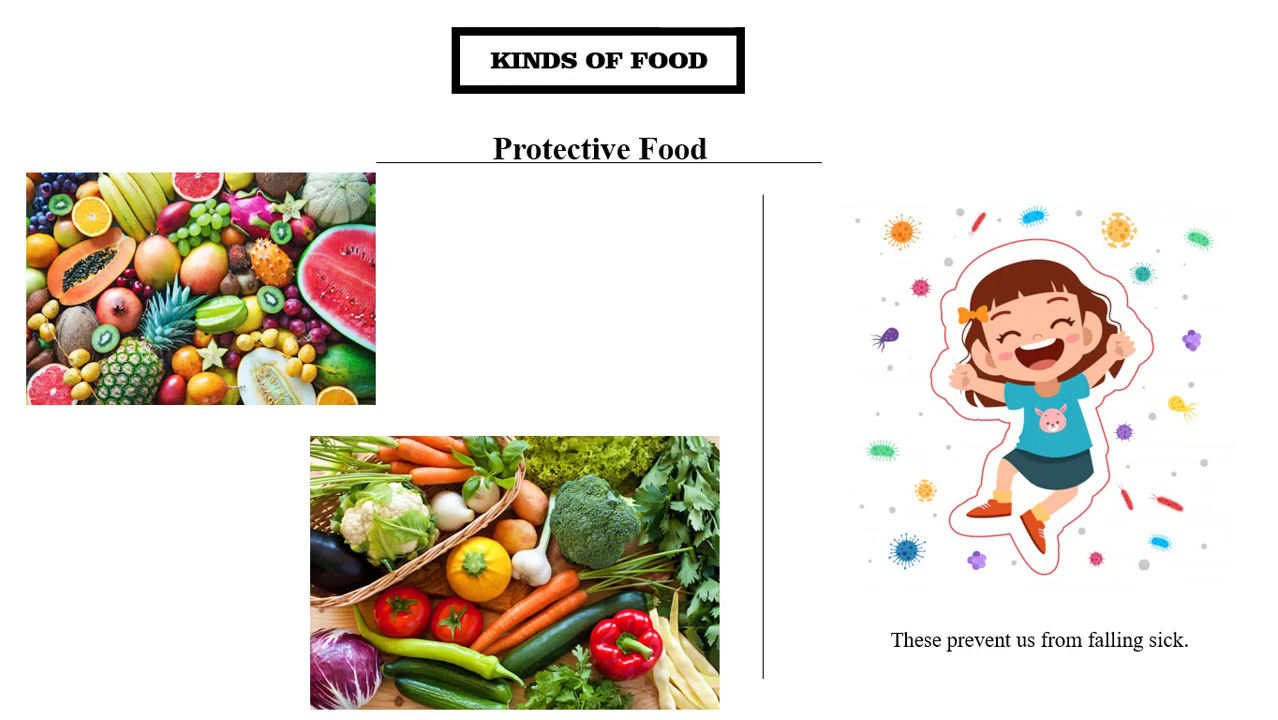 KINDS OF FOOD
Protective Food
These prevent us from falling sick.